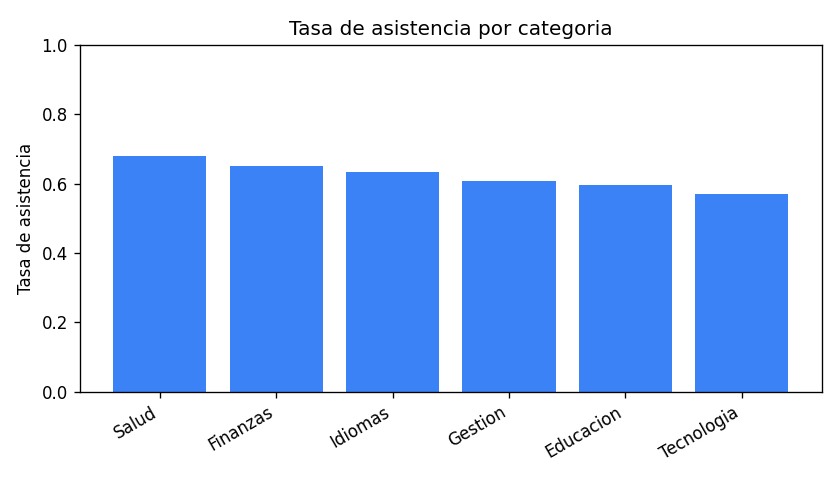 Tasa de asistencia por categoria
Tasa de asistencia
1.0
0.8
0.6
0.4
0.2
0.0
Salud
Finanzas
Idiomas
Gestion
Educacion
Tecnologia